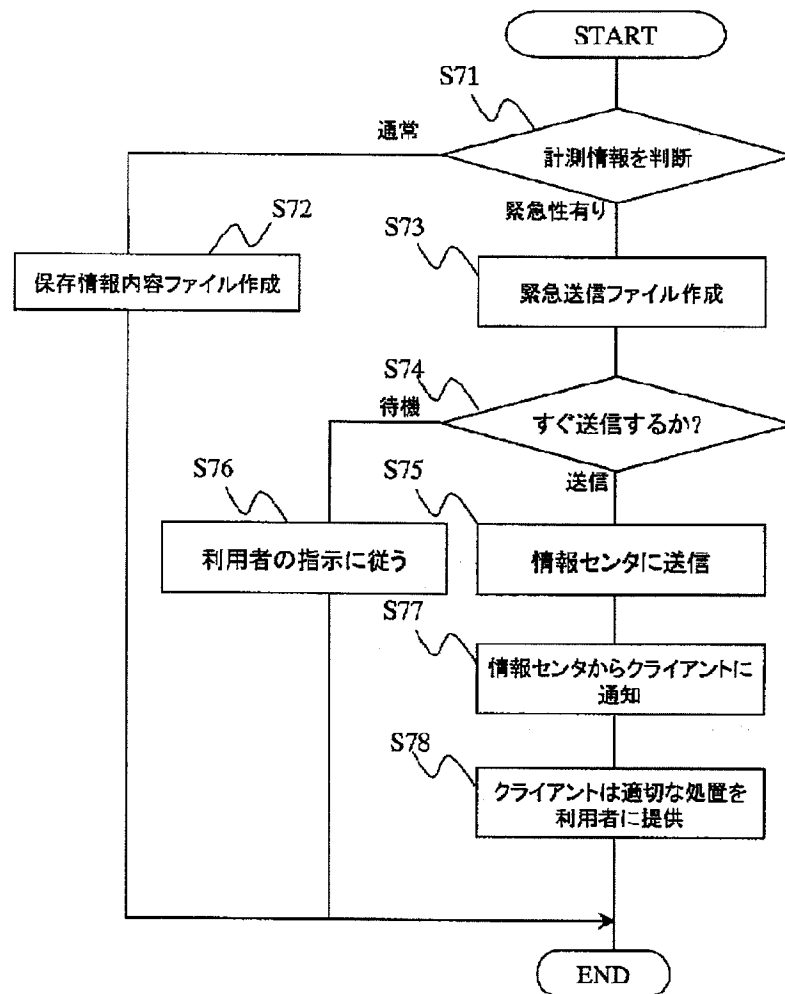 START
S71
通常
計測情報を判断
緊急性有り
S72
S73
保存情報内容ファイル作成
緊急送信ファイル作成
S74
待機
すぐ送信するか?
送信
S76
S75
利用者の指示に従う
情報センタに送信
S77
情報センタからクライアントに
通知
S78
クライアントは適切な処置を
利用者に提供
END